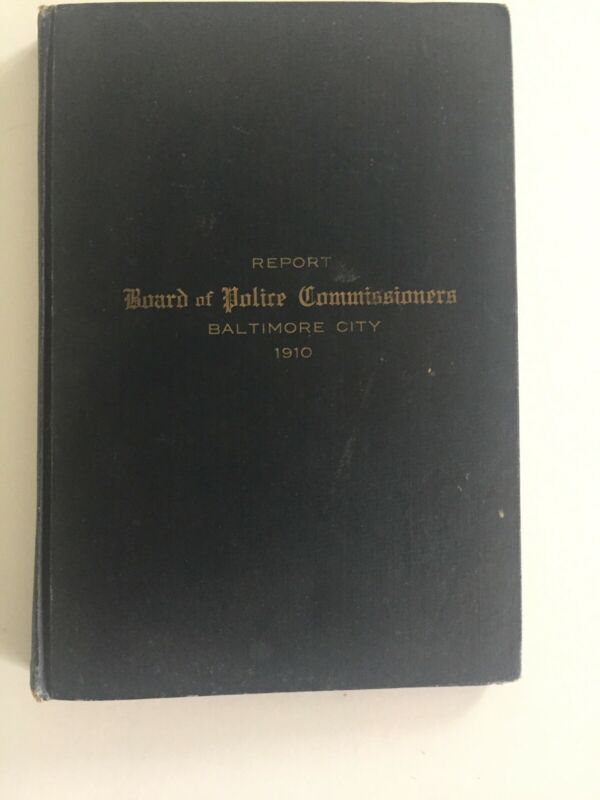 REPORT
Board of Police Commissioners
BALTIMORE CITY
1910